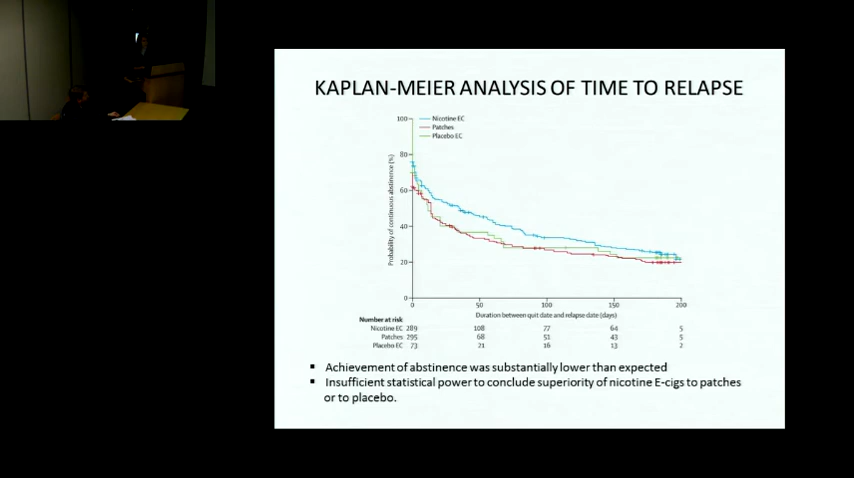 KAPLAN-MEIER ANALYSIS OF TIME TO RELAPSE
100
Nicotine EC
Patches
Placebo EC
80
60
40
20
0
Probability of continuous abstinence (%)
0 50 100 150 200
Duration between quit date and relapse date (days)
Number at risk
Nicotine EC 289 108 77 64 5
Patches 295 68 51 43 5
Placebo EC 73 21 16 13 2
▪ Achievement of abstinence was substantially lower than expected
▪ Insufficient statistical power to conclude superiority of nicotine E-cigs to patches
or to placebo.